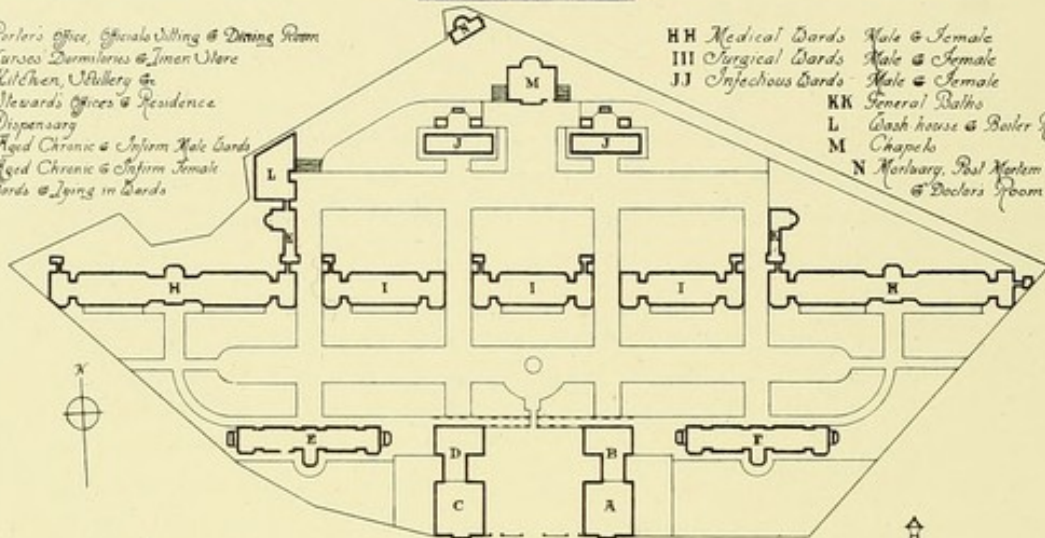 Porter's Office, Officials Sitting & Dining Room
Nurses Dormitories & Linen Store
Kitchen, Scullery &c
Stewards Offices & Residence
Dispensary
Aged Chronic & Infirm Male Wards
Aged Chronic & Infirm Female
Wards & Lying in Wards
HH Medical Wards Male & Female
III Surgical Wards Male & Female
JJ Infectious Wards Male & Female
KK General Baths
L Wash house & Boiler
M Chapels
N Mortuary, Post Mortem
& Doctors Room
N
M
J J
L
K K
H I I I H
N
E D B F
C A